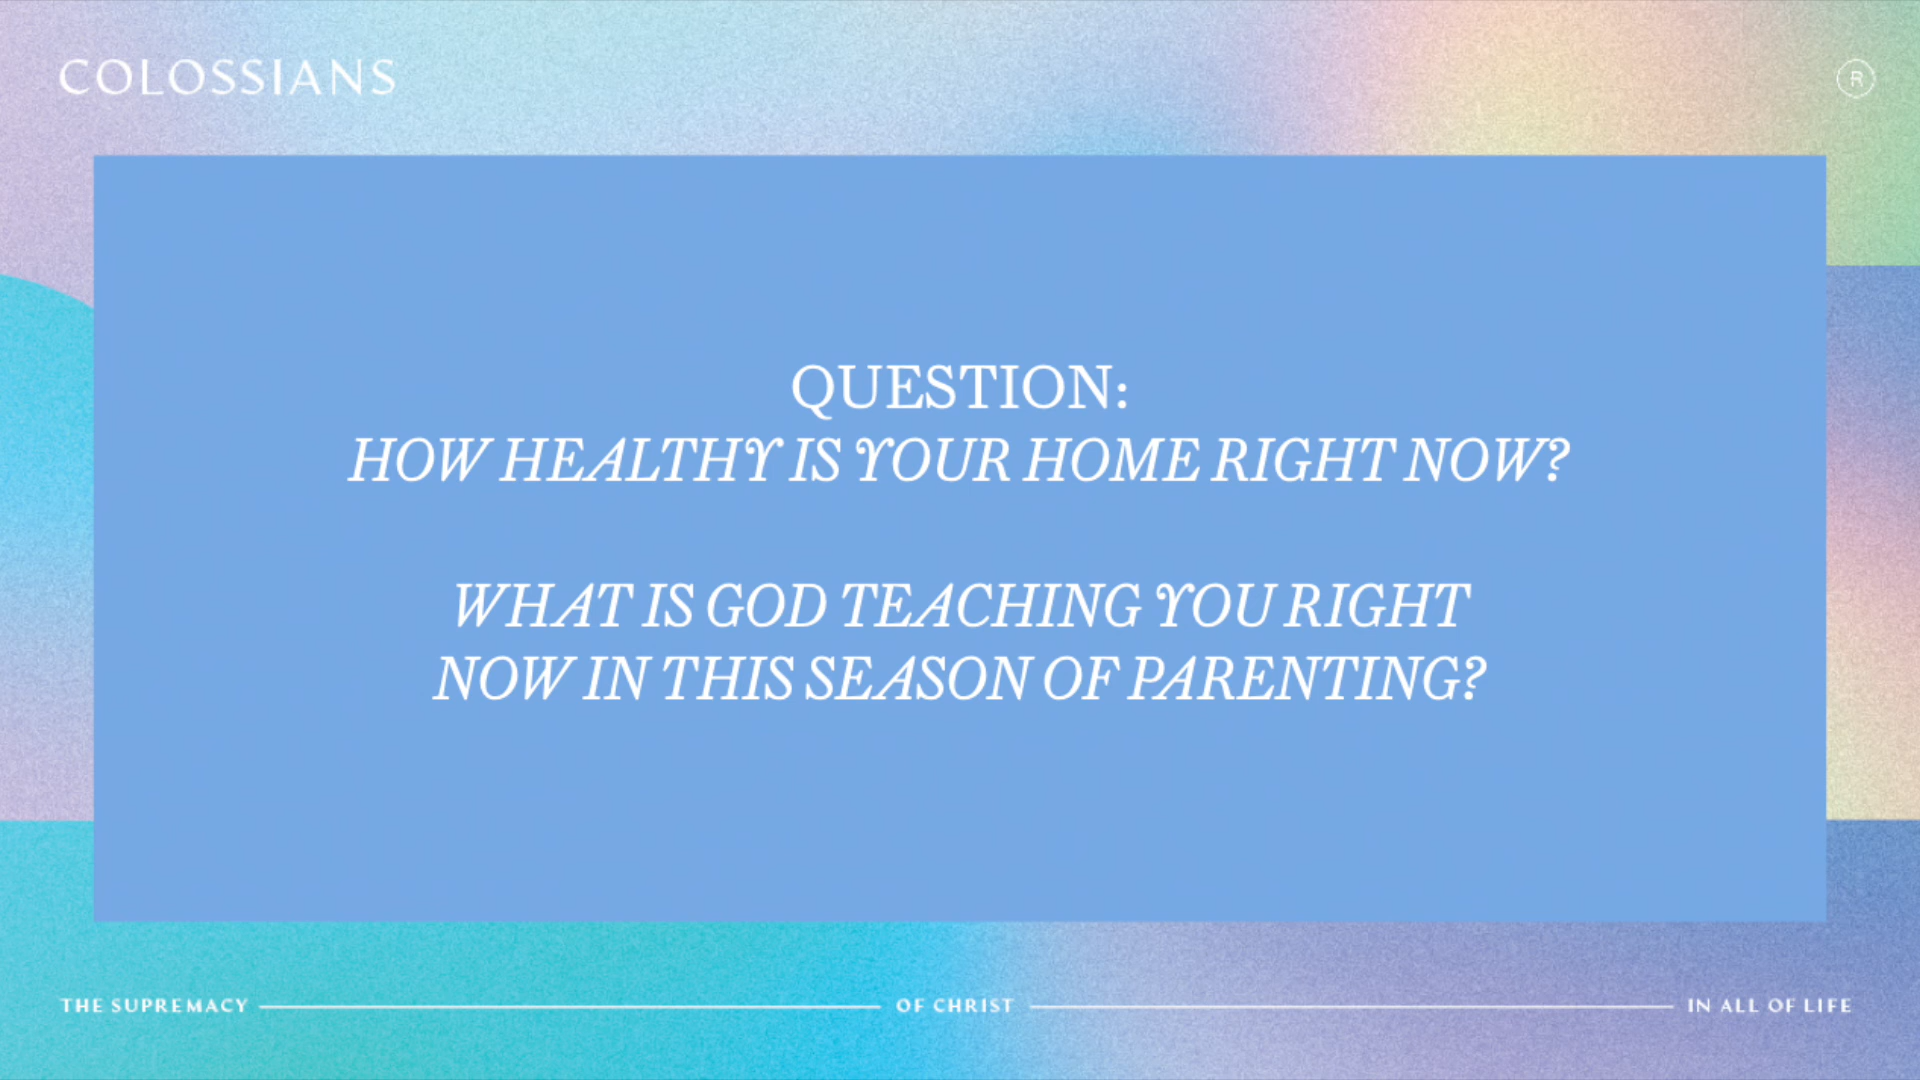 COLOSSIANS
R
QUESTION:
HOW HEALTHY IS YOUR HOME RIGHT NOW?
WHAT IS GOD TEACHING YOU RIGHT
NOW IN THIS SEASON OF PARENTING?
THE SUPREMACY OF CHRIST IN ALL OF LIFE